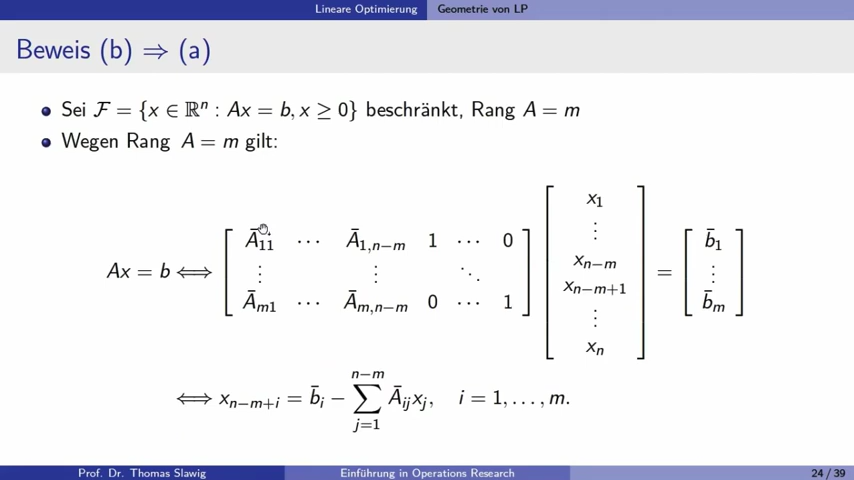 Lineare Optimierung Geometrie von LP
Beweis (b) ⇒ (a)
Sei ℱ = {x ∈ ℝⁿ : Ax = b, x ≥ 0} beschränkt, Rang A = m
Wegen Rang A = m gilt:
Ax = b ⟺ [ Ā₁₁ ⋯ Ā₁,ₙ₋ₘ 1 ⋯ 0 ; ⋮ ⋮ ⋱ ; Āₘ₁ ⋯ Āₘ,ₙ₋ₘ 0 ⋯ 1 ] [ x₁ ; ⋮ ; xₙ₋ₘ ; xₙ₋ₘ₊₁ ; ⋮ ; xₙ ] = [ b̄₁ ; ⋮ ; b̄ₘ ]
⟺ xₙ₋ₘ₊ᵢ = b̄ᵢ − ∑_{j=1}^{n−m} Āᵢⱼxⱼ, i = 1, . . . , m.
Prof. Dr. Thomas Slawig Einführung in Operations Research 24 / 39